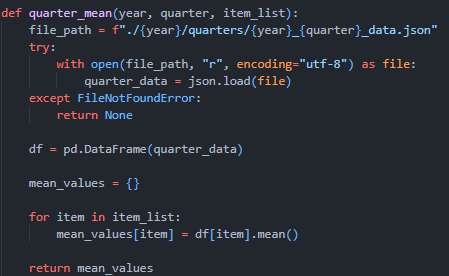 def quarter_mean(year, quarter, item_list):
    file_path = f"./{year}/quarters/{year}_{quarter}_data.json"
    try:
        with open(file_path, "r", encoding="utf-8") as file:
            quarter_data = json.load(file)
    except FileNotFoundError:
        return None

    df = pd.DataFrame(quarter_data)

    mean_values = {}

    for item in item_list:
        mean_values[item] = df[item].mean()

    return mean_values